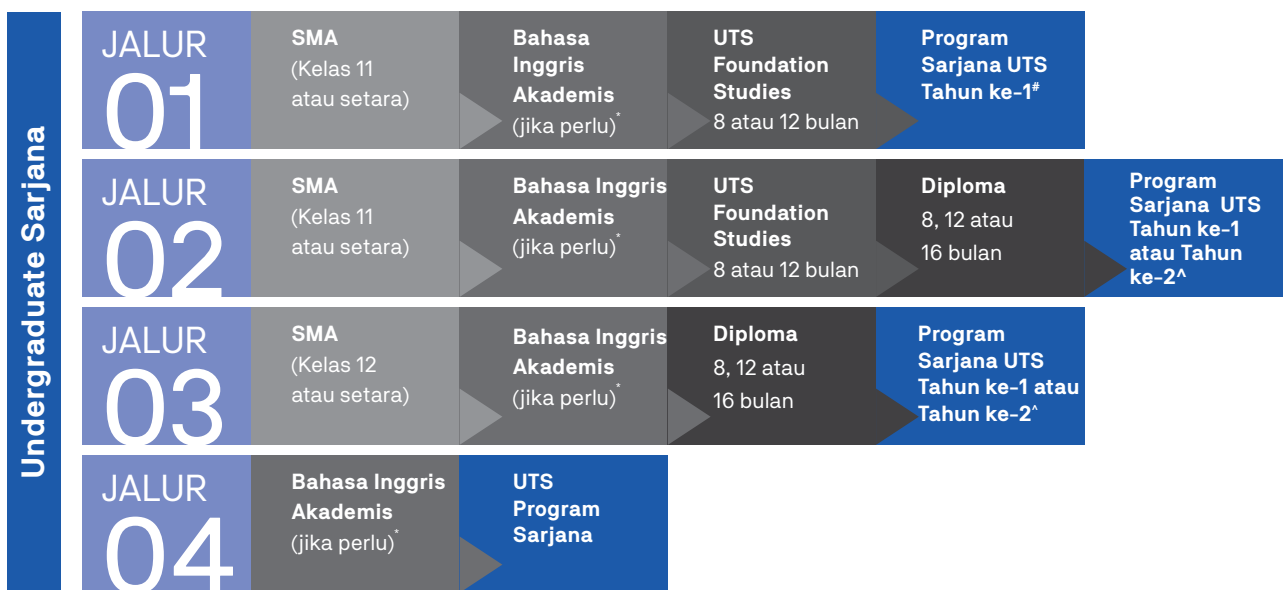 Undergraduate Sarjana
JALUR
01
SMA
(Kelas 11
atau setara)
Bahasa
Inggris
Akademis
(jika perlu)*
UTS
Foundation
Studies
8 atau 12 bulan
Program
Sarjana UTS
Tahun ke-1#
JALUR
02
SMA
(Kelas 11
atau setara)
Bahasa Inggris
Akademis
(jika perlu)*
UTS
Foundation
Studies
8 atau 12 bulan
Diploma
8, 12 atau
16 bulan
Program
Sarjana UTS
Tahun ke-1
atau Tahun
ke-2^
JALUR
03
SMA
(Kelas 12
atau setara)
Bahasa Inggris
Akademis
(jika perlu)*
Diploma
8, 12 atau
16 bulan
Program
Sarjana UTS
Tahun ke-1 atau
Tahun ke-2^
JALUR
04
Bahasa Inggris
Akademis
(jika perlu)*
UTS
Program
Sarjana